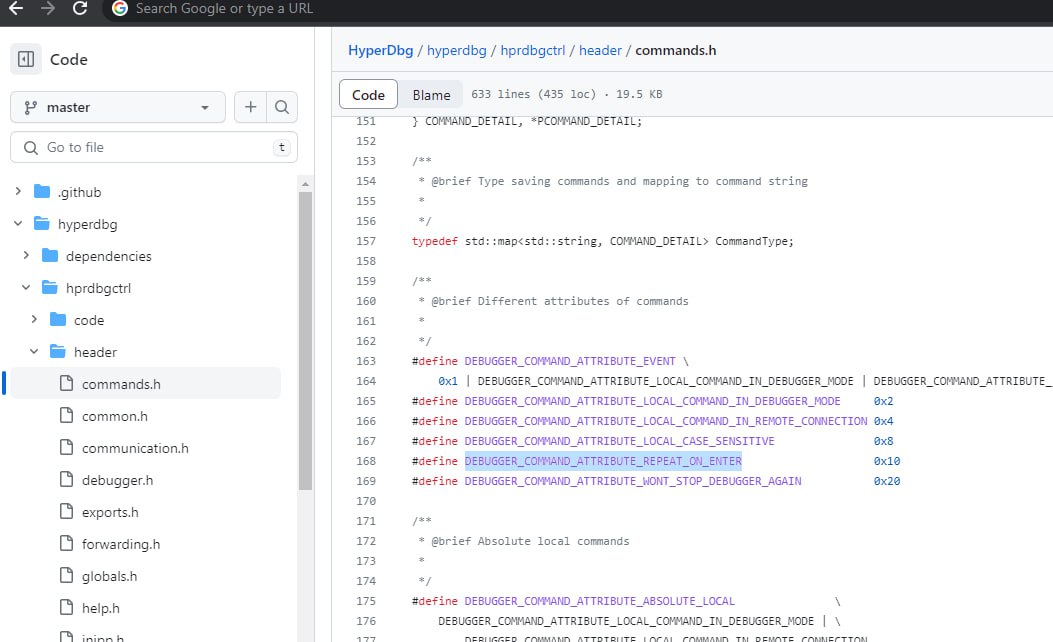 Search Google or type a URL
Code
master
Go to file
t
.github
hyperdbg
dependencies
hprdbgctrl
code
header
commands.h
common.h
communication.h
debugger.h
exports.h
forwarding.h
globals.h
help.h
HyperDbg / hyperdbg / hprdbgctrl / header / commands.h
Code Blame 633 lines (435 loc) · 19.5 KB
151 } COMMAND_DETAIL, *PCOMMAND_DETAIL;
152
153 /**
154 * @brief Type saving commands and mapping to command string
155 *
156 */
157 typedef std::map<std::string, COMMAND_DETAIL> CommandType;
158
159 /**
160 * @brief Different attributes of commands
161 *
162 */
163 #define DEBUGGER_COMMAND_ATTRIBUTE_EVENT \
164 0x1 | DEBUGGER_COMMAND_ATTRIBUTE_LOCAL_COMMAND_IN_DEBUGGER_MODE | DEBUGGER_COMMAND_ATTRIBUTE_
165 #define DEBUGGER_COMMAND_ATTRIBUTE_LOCAL_COMMAND_IN_DEBUGGER_MODE 0x2
166 #define DEBUGGER_COMMAND_ATTRIBUTE_LOCAL_COMMAND_IN_REMOTE_CONNECTION 0x4
167 #define DEBUGGER_COMMAND_ATTRIBUTE_LOCAL_CASE_SENSITIVE 0x8
168 #define DEBUGGER_COMMAND_ATTRIBUTE_REPEAT_ON_ENTER 0x10
169 #define DEBUGGER_COMMAND_ATTRIBUTE_WONT_STOP_DEBUGGER_AGAIN 0x20
170
171 /**
172 * @brief Absolute local commands
173 *
174 */
175 #define DEBUGGER_COMMAND_ATTRIBUTE_ABSOLUTE_LOCAL \
176 DEBUGGER_COMMAND_ATTRIBUTE_LOCAL_COMMAND_IN_DEBUGGER_MODE | \
177 DEBUGGER_COMMAND_ATTRIBUTE_LOCAL_COMMAND_IN_REMOTE_CONNECTION